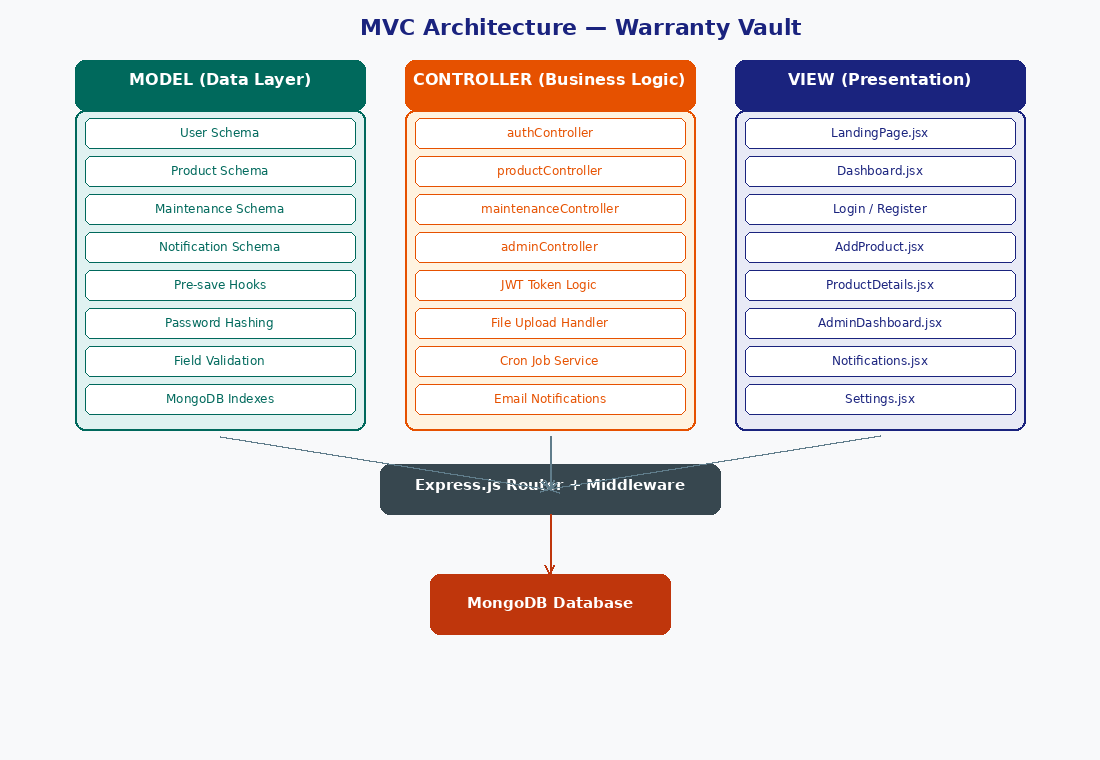 MVC Architecture — Warranty Vault
MODEL (Data Layer)
User Schema
Product Schema
Maintenance Schema
Notification Schema
Pre-save Hooks
Password Hashing
Field Validation
MongoDB Indexes
CONTROLLER (Business Logic)
authController
productController
maintenanceController
adminController
JWT Token Logic
File Upload Handler
Cron Job Service
Email Notifications
VIEW (Presentation)
LandingPage.jsx
Dashboard.jsx
Login / Register
AddProduct.jsx
ProductDetails.jsx
AdminDashboard.jsx
Notifications.jsx
Settings.jsx
Express.js Router + Middleware
MongoDB Database